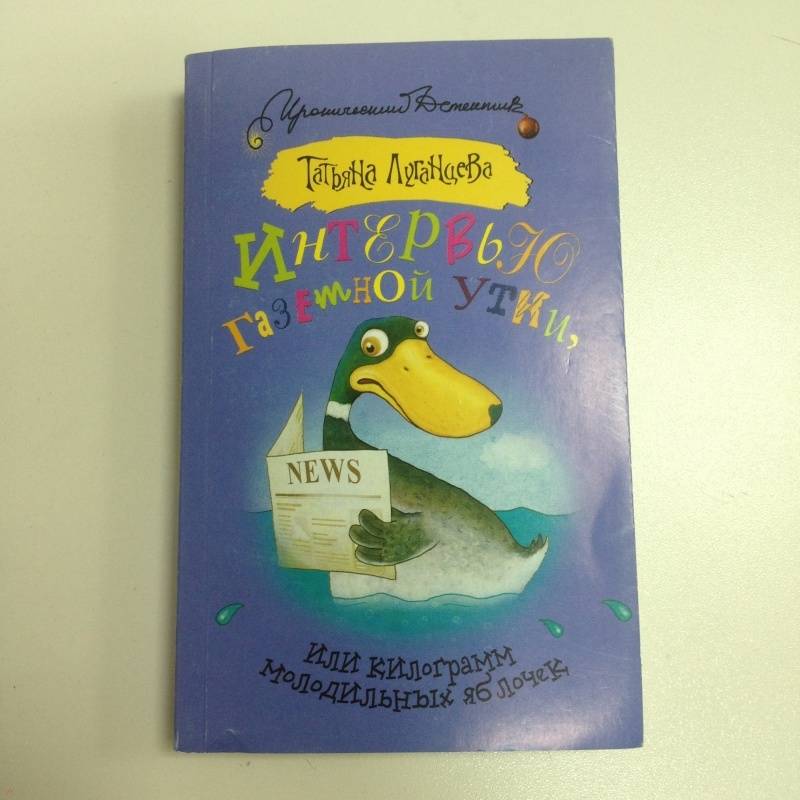 Иронический Детектив
Татьяна Луганцева
Интервью
газетной утки,
NEWS
или килограмм
молодильных яблочек